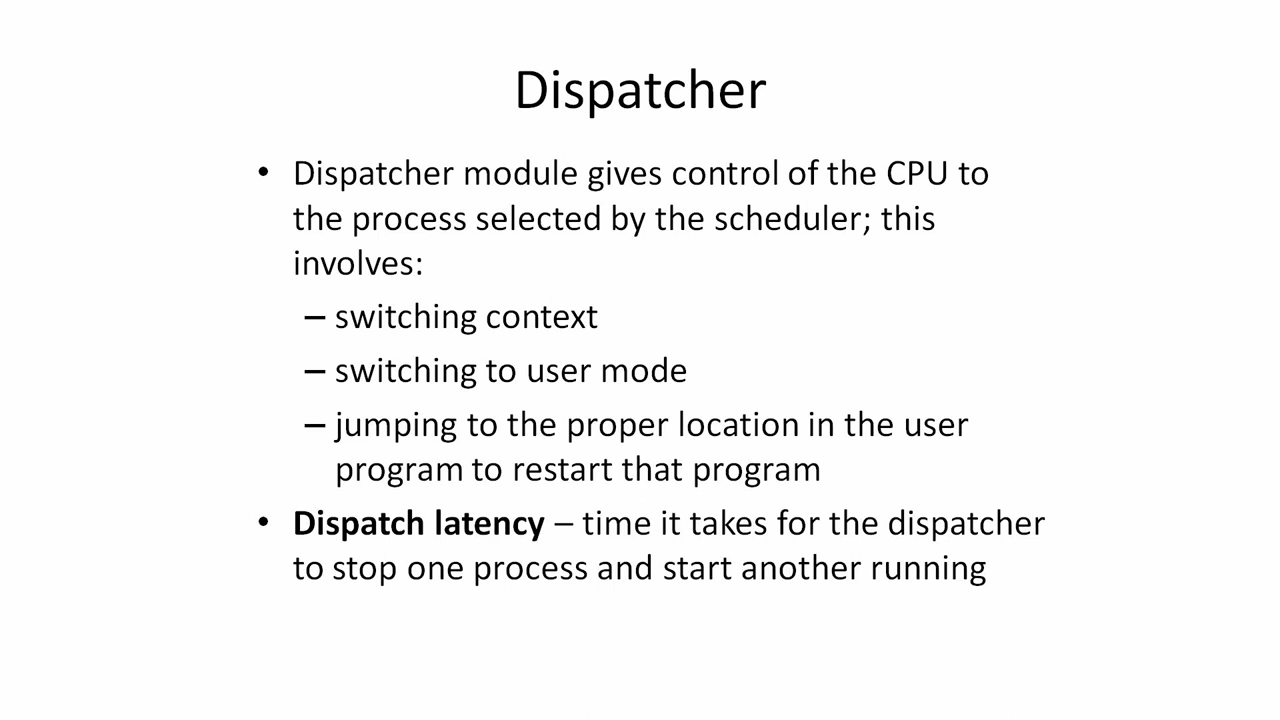 Dispatcher
• Dispatcher module gives control of the CPU to
the process selected by the scheduler; this
involves:
– switching context
– switching to user mode
– jumping to the proper location in the user
program to restart that program
• Dispatch latency – time it takes for the dispatcher
to stop one process and start another running